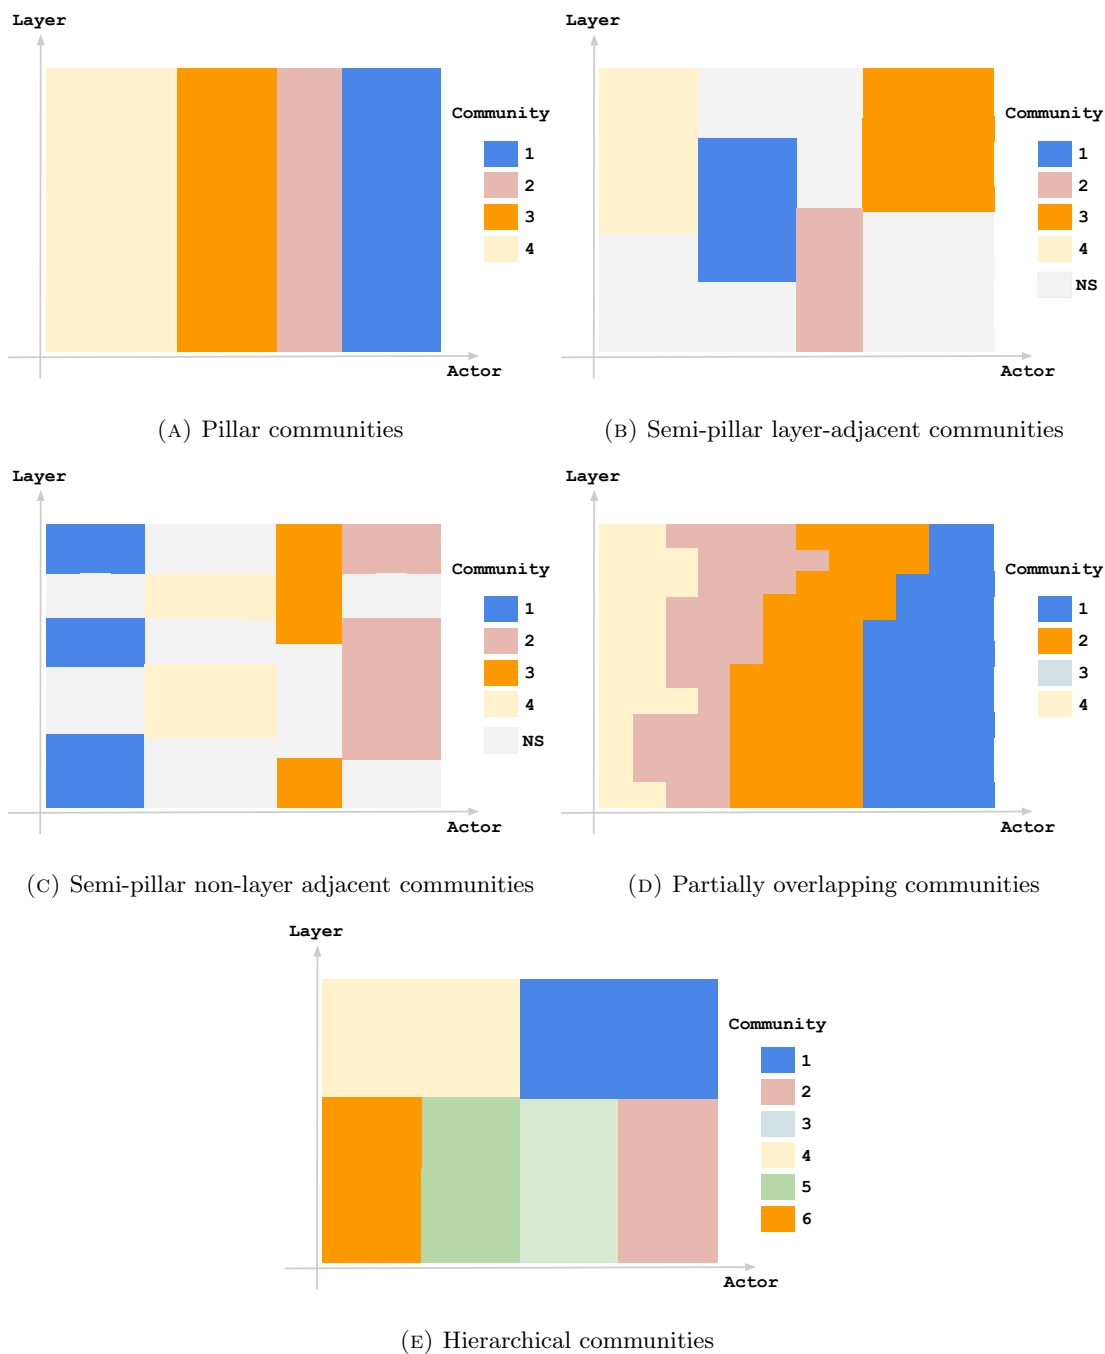 Layer
Community
1
2
3
4
Actor
(A) Pillar communities
Layer
Community
1
2
3
4
NS
Actor
(B) Semi-pillar layer-adjacent communities
Layer
Community
1
2
3
4
NS
Actor
(C) Semi-pillar non-layer adjacent communities
Layer
Community
1
2
3
4
Actor
(D) Partially overlapping communities
Layer
Community
1
2
3
4
5
6
Actor
(E) Hierarchical communities